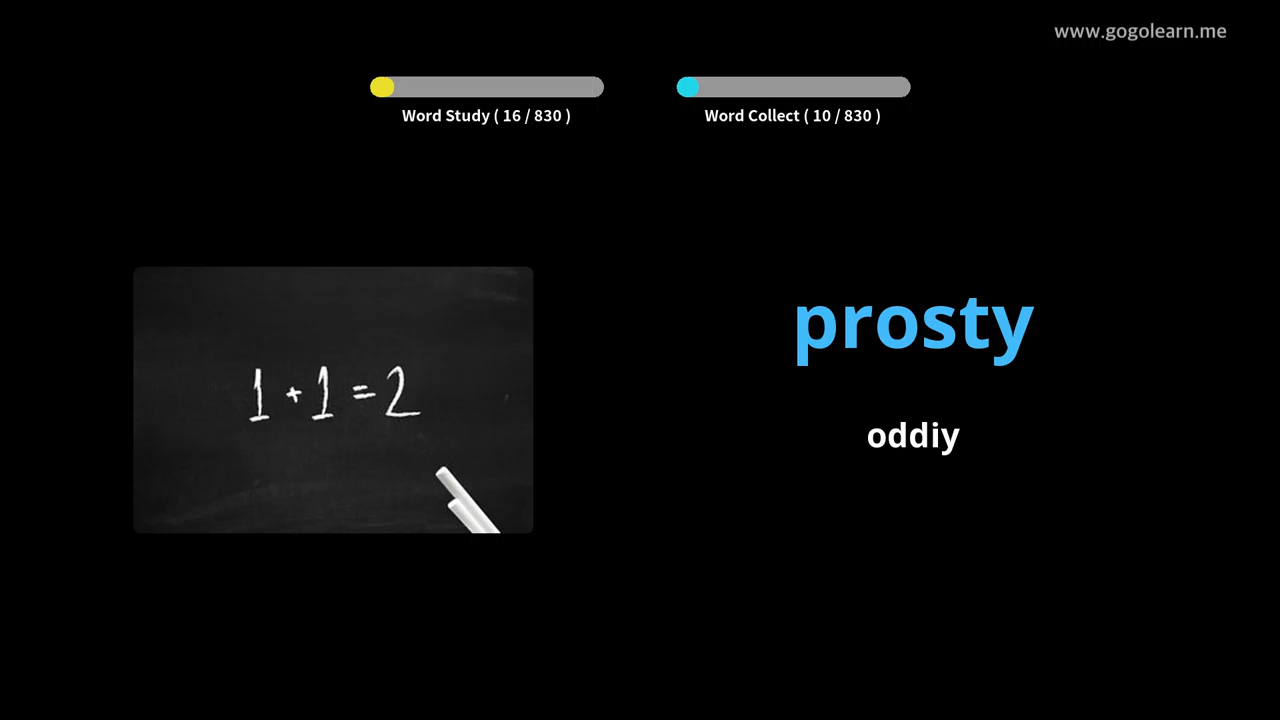 www.gogolearn.me
Word Study ( 16 / 830 )
Word Collect ( 10 / 830 )
1 + 1 = 2
prosty
oddiy